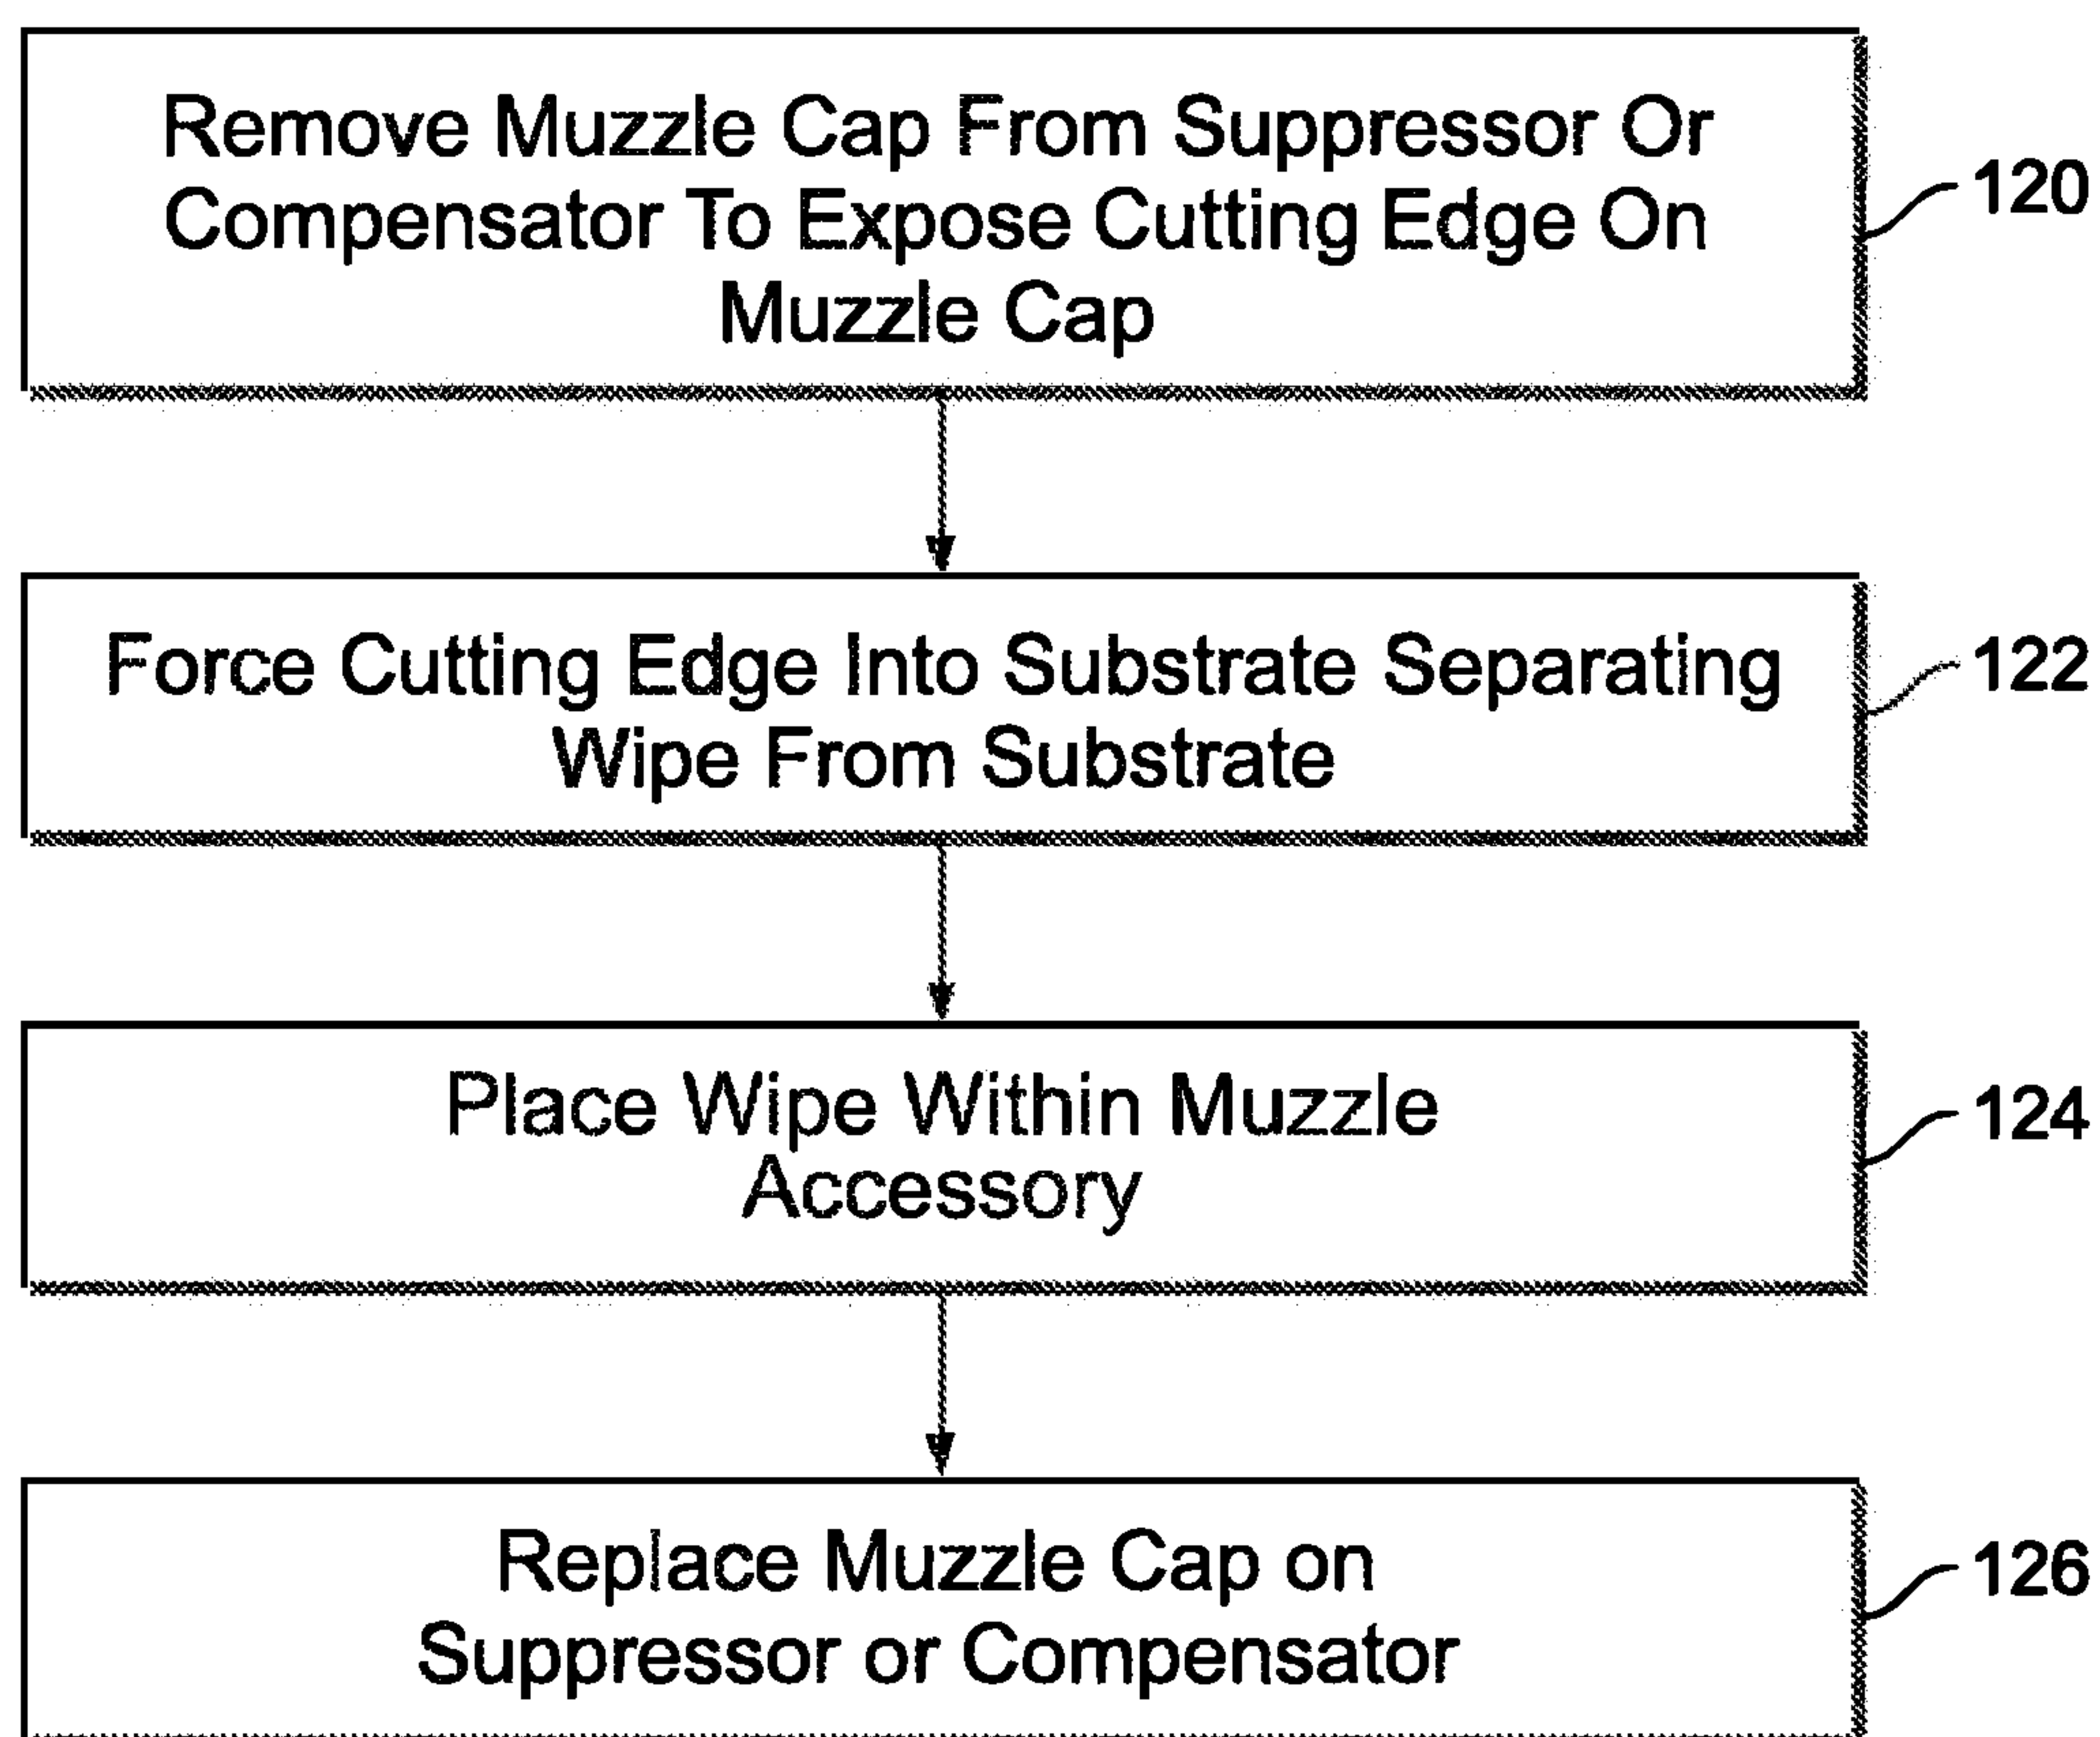 Remove Muzzle Cap From Suppressor Or
Compensator To Expose Cutting Edge On
Muzzle Cap
120
Force Cutting Edge Into Substrate Separating
Wipe From Substrate
122
Place Wipe Within Muzzle
Accessory
124
Replace Muzzle Cap on
Suppressor or Compensator
126